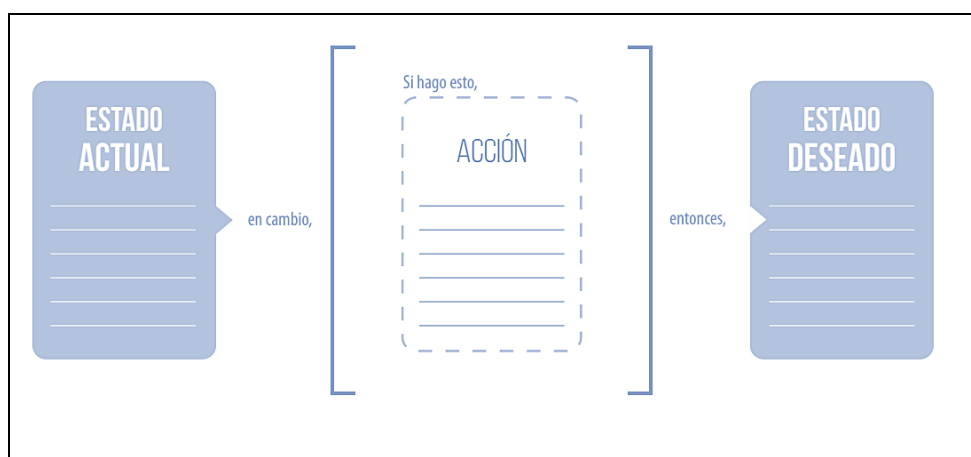 ESTADO
ACTUAL
en cambio,
Si hago esto,
ACCIÓN
entonces,
ESTADO
DESEADO